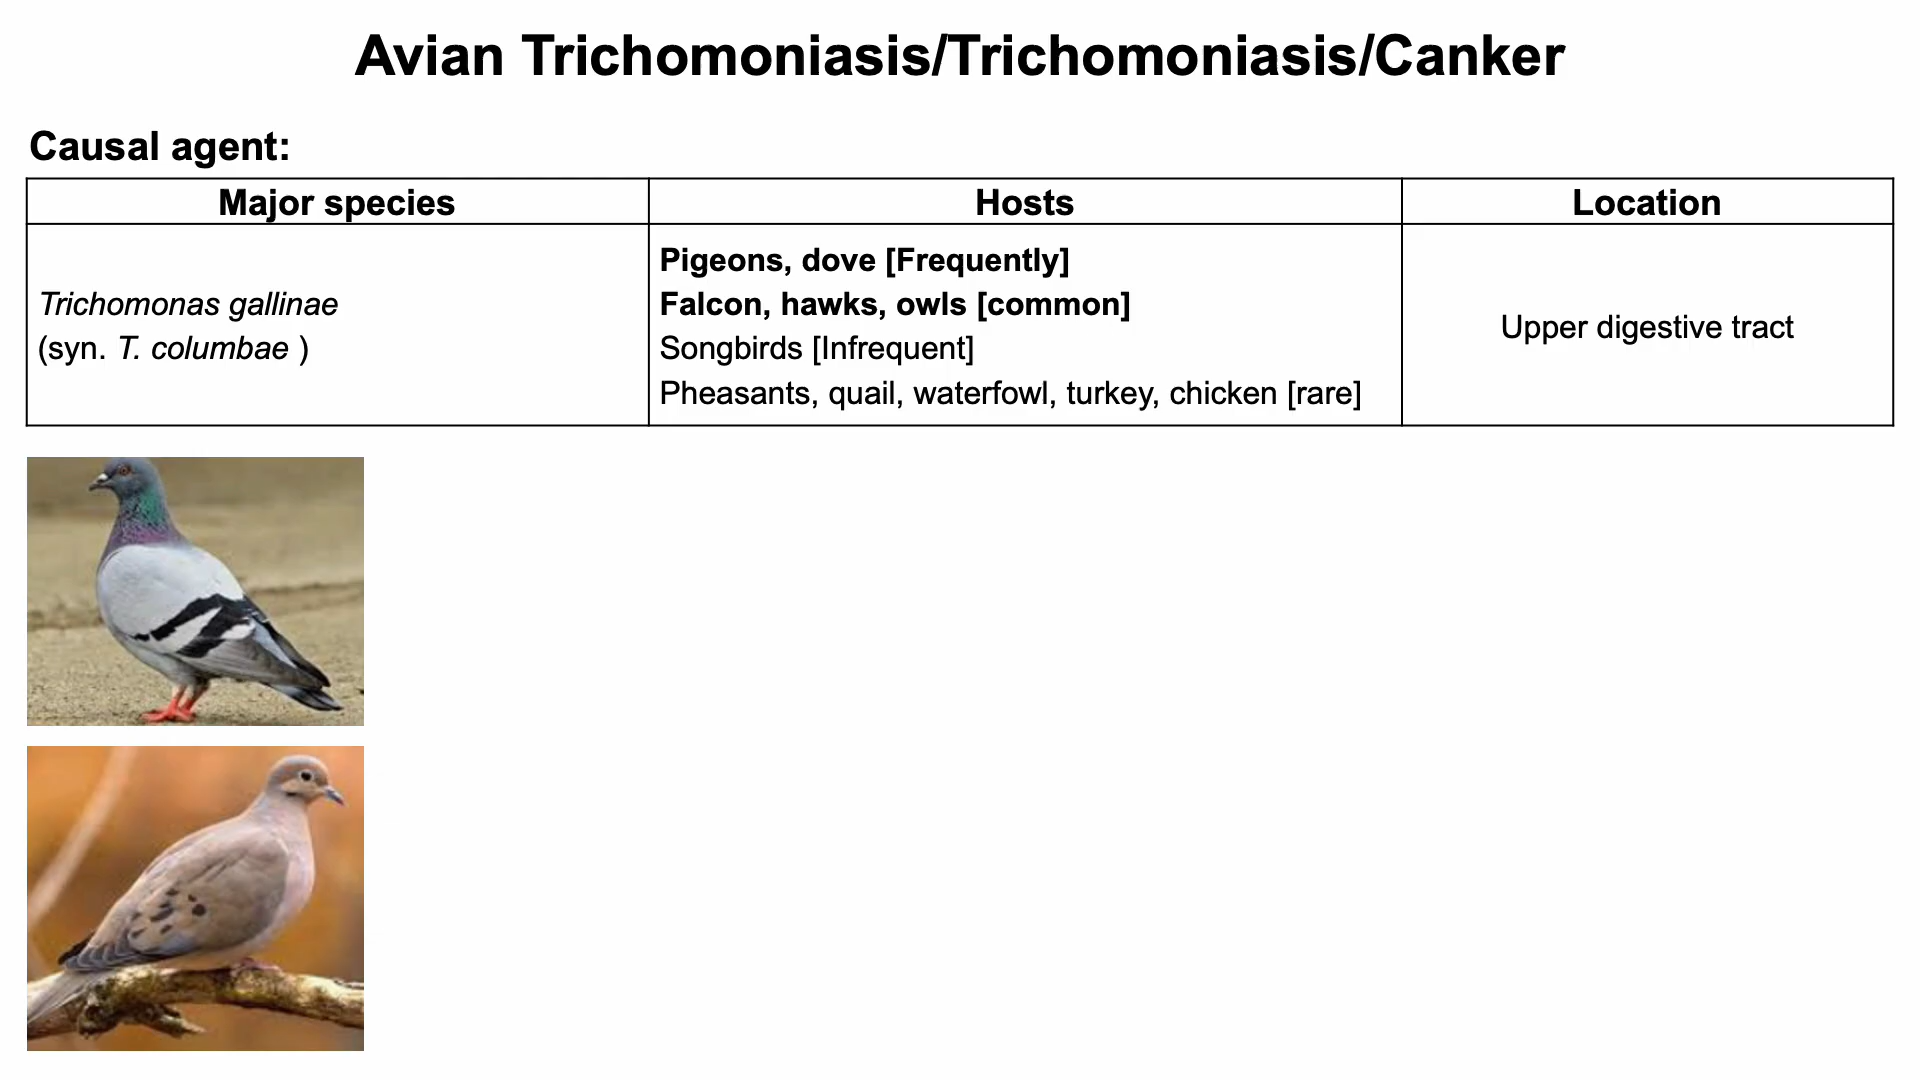 Avian Trichomoniasis/Trichomoniasis/Canker
Causal agent:
Major species
Hosts
Location
Trichomonas gallinae
(syn. T. columbae )
Pigeons, dove [Frequently]
Falcon, hawks, owls [common]
Songbirds [Infrequent]
Pheasants, quail, waterfowl, turkey, chicken [rare]
Upper digestive tract